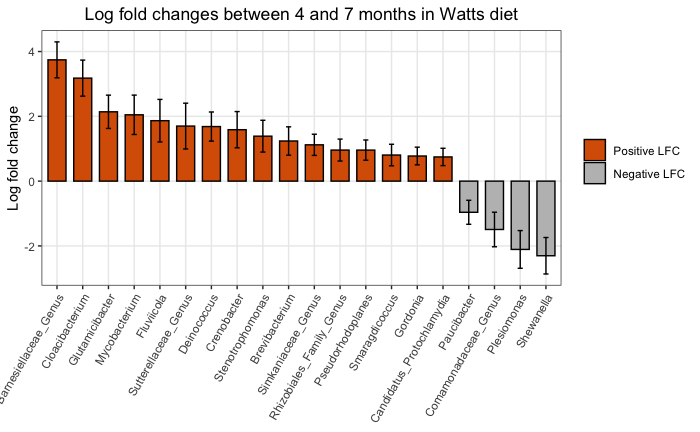 Log fold changes between 4 and 7 months in Watts diet
Log fold change
4
2
0
-2
Barnesiellaceae_Genus
Cloacibacterium
Glutamicibacter
Mycobacterium
Fluviicola
Sutterellaceae_Genus
Deinococcus
Crenobacter
Stenotrophomonas
Brevibacterium
Simkaniaceae_Genus
Rhizobiales_Family_Genus
Pseudorhodoplanes
Smaragdicoccus
Gordonia
Candidatus_Protochlamydia
Paucibacter
Comamonadaceae_Genus
Plesiomonas
Shewanella
Positive LFC
Negative LFC